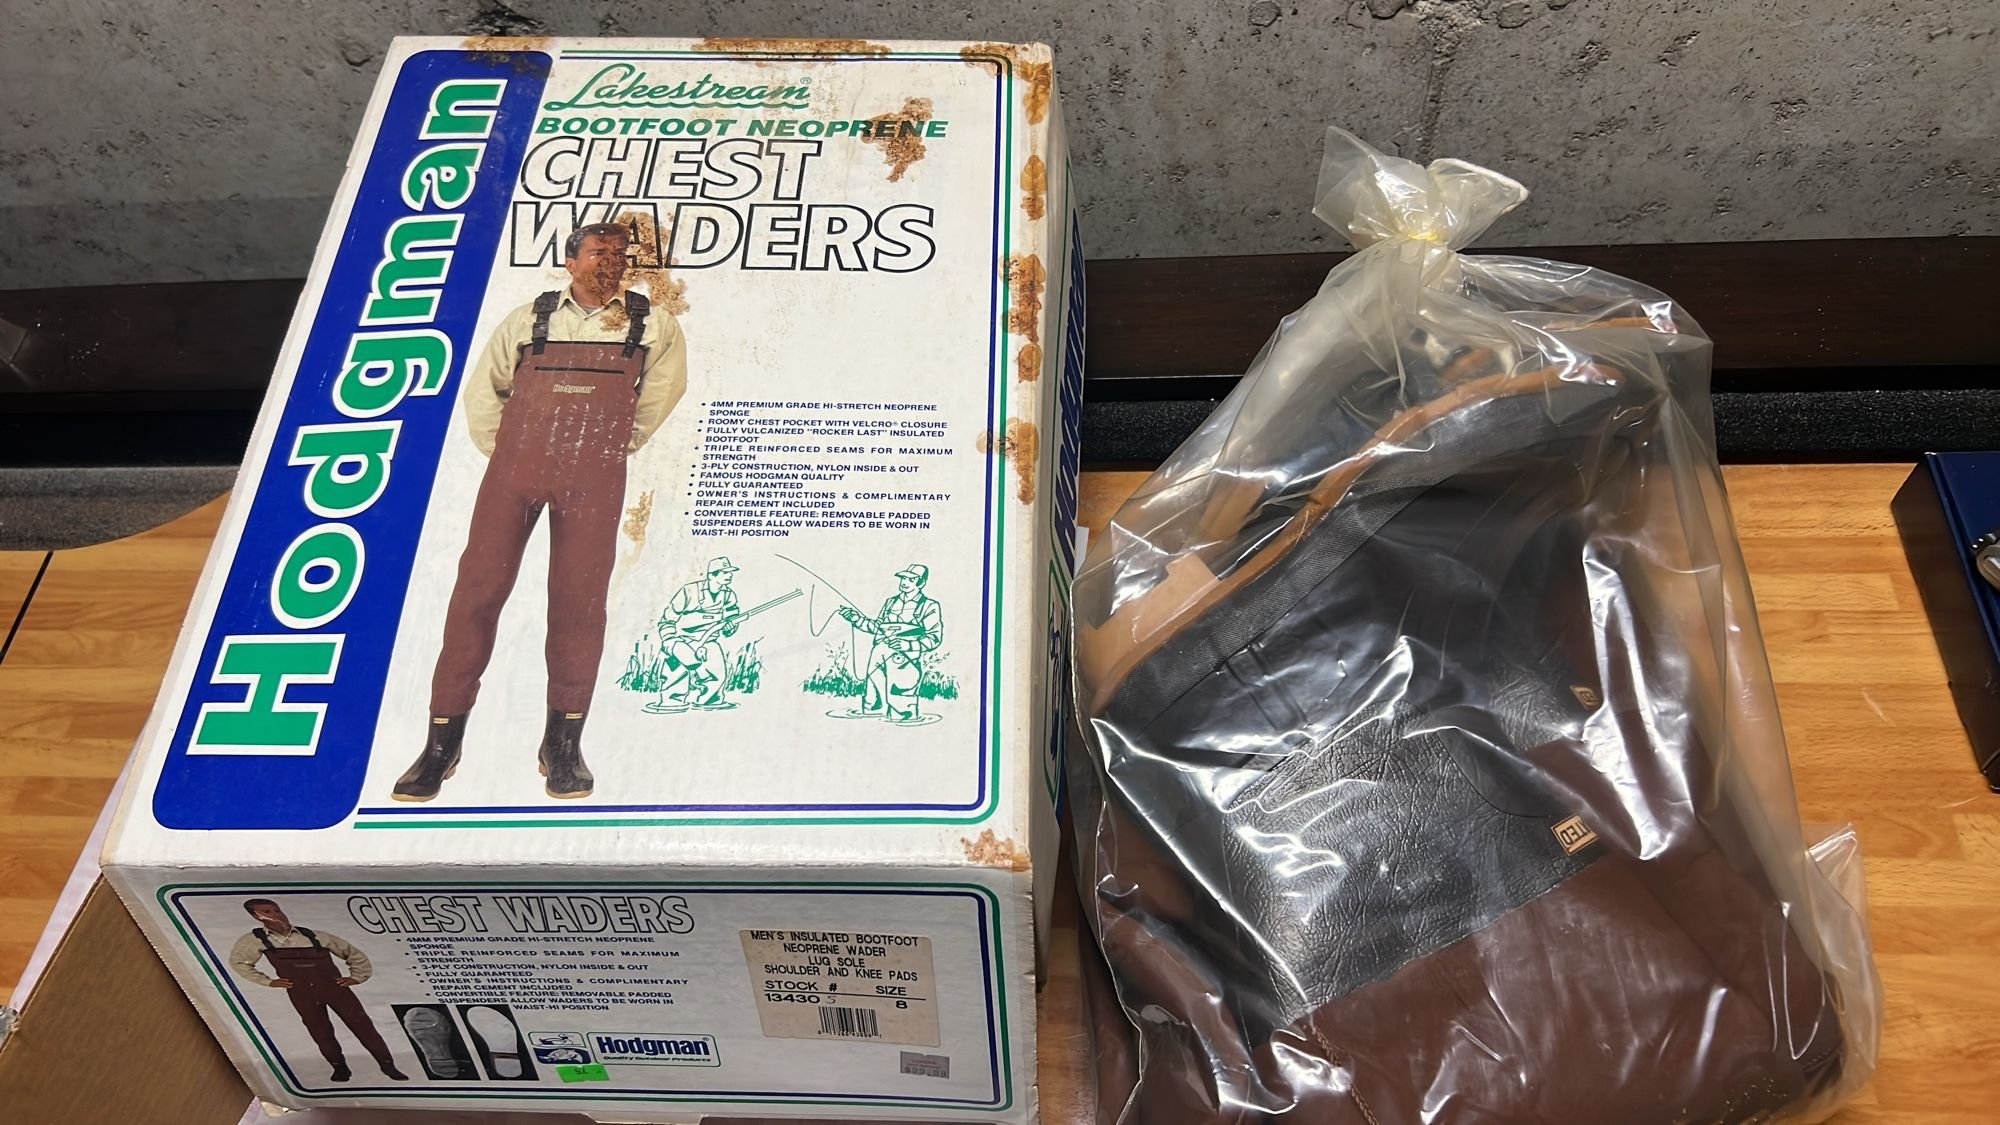 Hodgman
Lakestream®
BOOTFOOT NEOPRENE
CHEST
WADERS
Hodgman
• 4MM PREMIUM GRADE HI-STRETCH NEOPRENE
SPONGE
• ROOMY CHEST POCKET WITH VELCRO® CLOSURE
• FULLY VULCANIZED "ROCKER LAST" INSULATED
BOOTFOOT
• TRIPLE REINFORCED SEAMS FOR MAXIMUM
STRENGTH
• 3-PLY CONSTRUCTION, NYLON INSIDE & OUT
• FAMOUS HODGMAN QUALITY
• FULLY GUARANTEED
• OWNER'S INSTRUCTIONS & COMPLIMENTARY
REPAIR CEMENT INCLUDED
• CONVERTIBLE FEATURE: REMOVABLE PADDED
SUSPENDERS ALLOW WADERS TO BE WORN IN
WAIST-HI POSITION
Hodgman
CHEST WADERS
• 4MM PREMIUM GRADE HI-STRETCH NEOPRENE
SPONGE
• TRIPLE REINFORCED SEAMS FOR MAXIMUM
STRENGTH
• 3-PLY CONSTRUCTION, NYLON INSIDE & OUT
• FULLY GUARANTEED
• OWNER'S INSTRUCTIONS & COMPLIMENTARY
REPAIR CEMENT INCLUDED
• CONVERTIBLE FEATURE: REMOVABLE PADDED
SUSPENDERS ALLOW WADERS TO BE WORN IN
WAIST-HI POSITION
Hodgman®
Quality Outdoor Products
75
MEN'S INSULATED BOOTFOOT
NEOPRENE WADER
LUG SOLE
SHOULDER AND KNEE PADS
STOCK # SIZE
13430 5 8